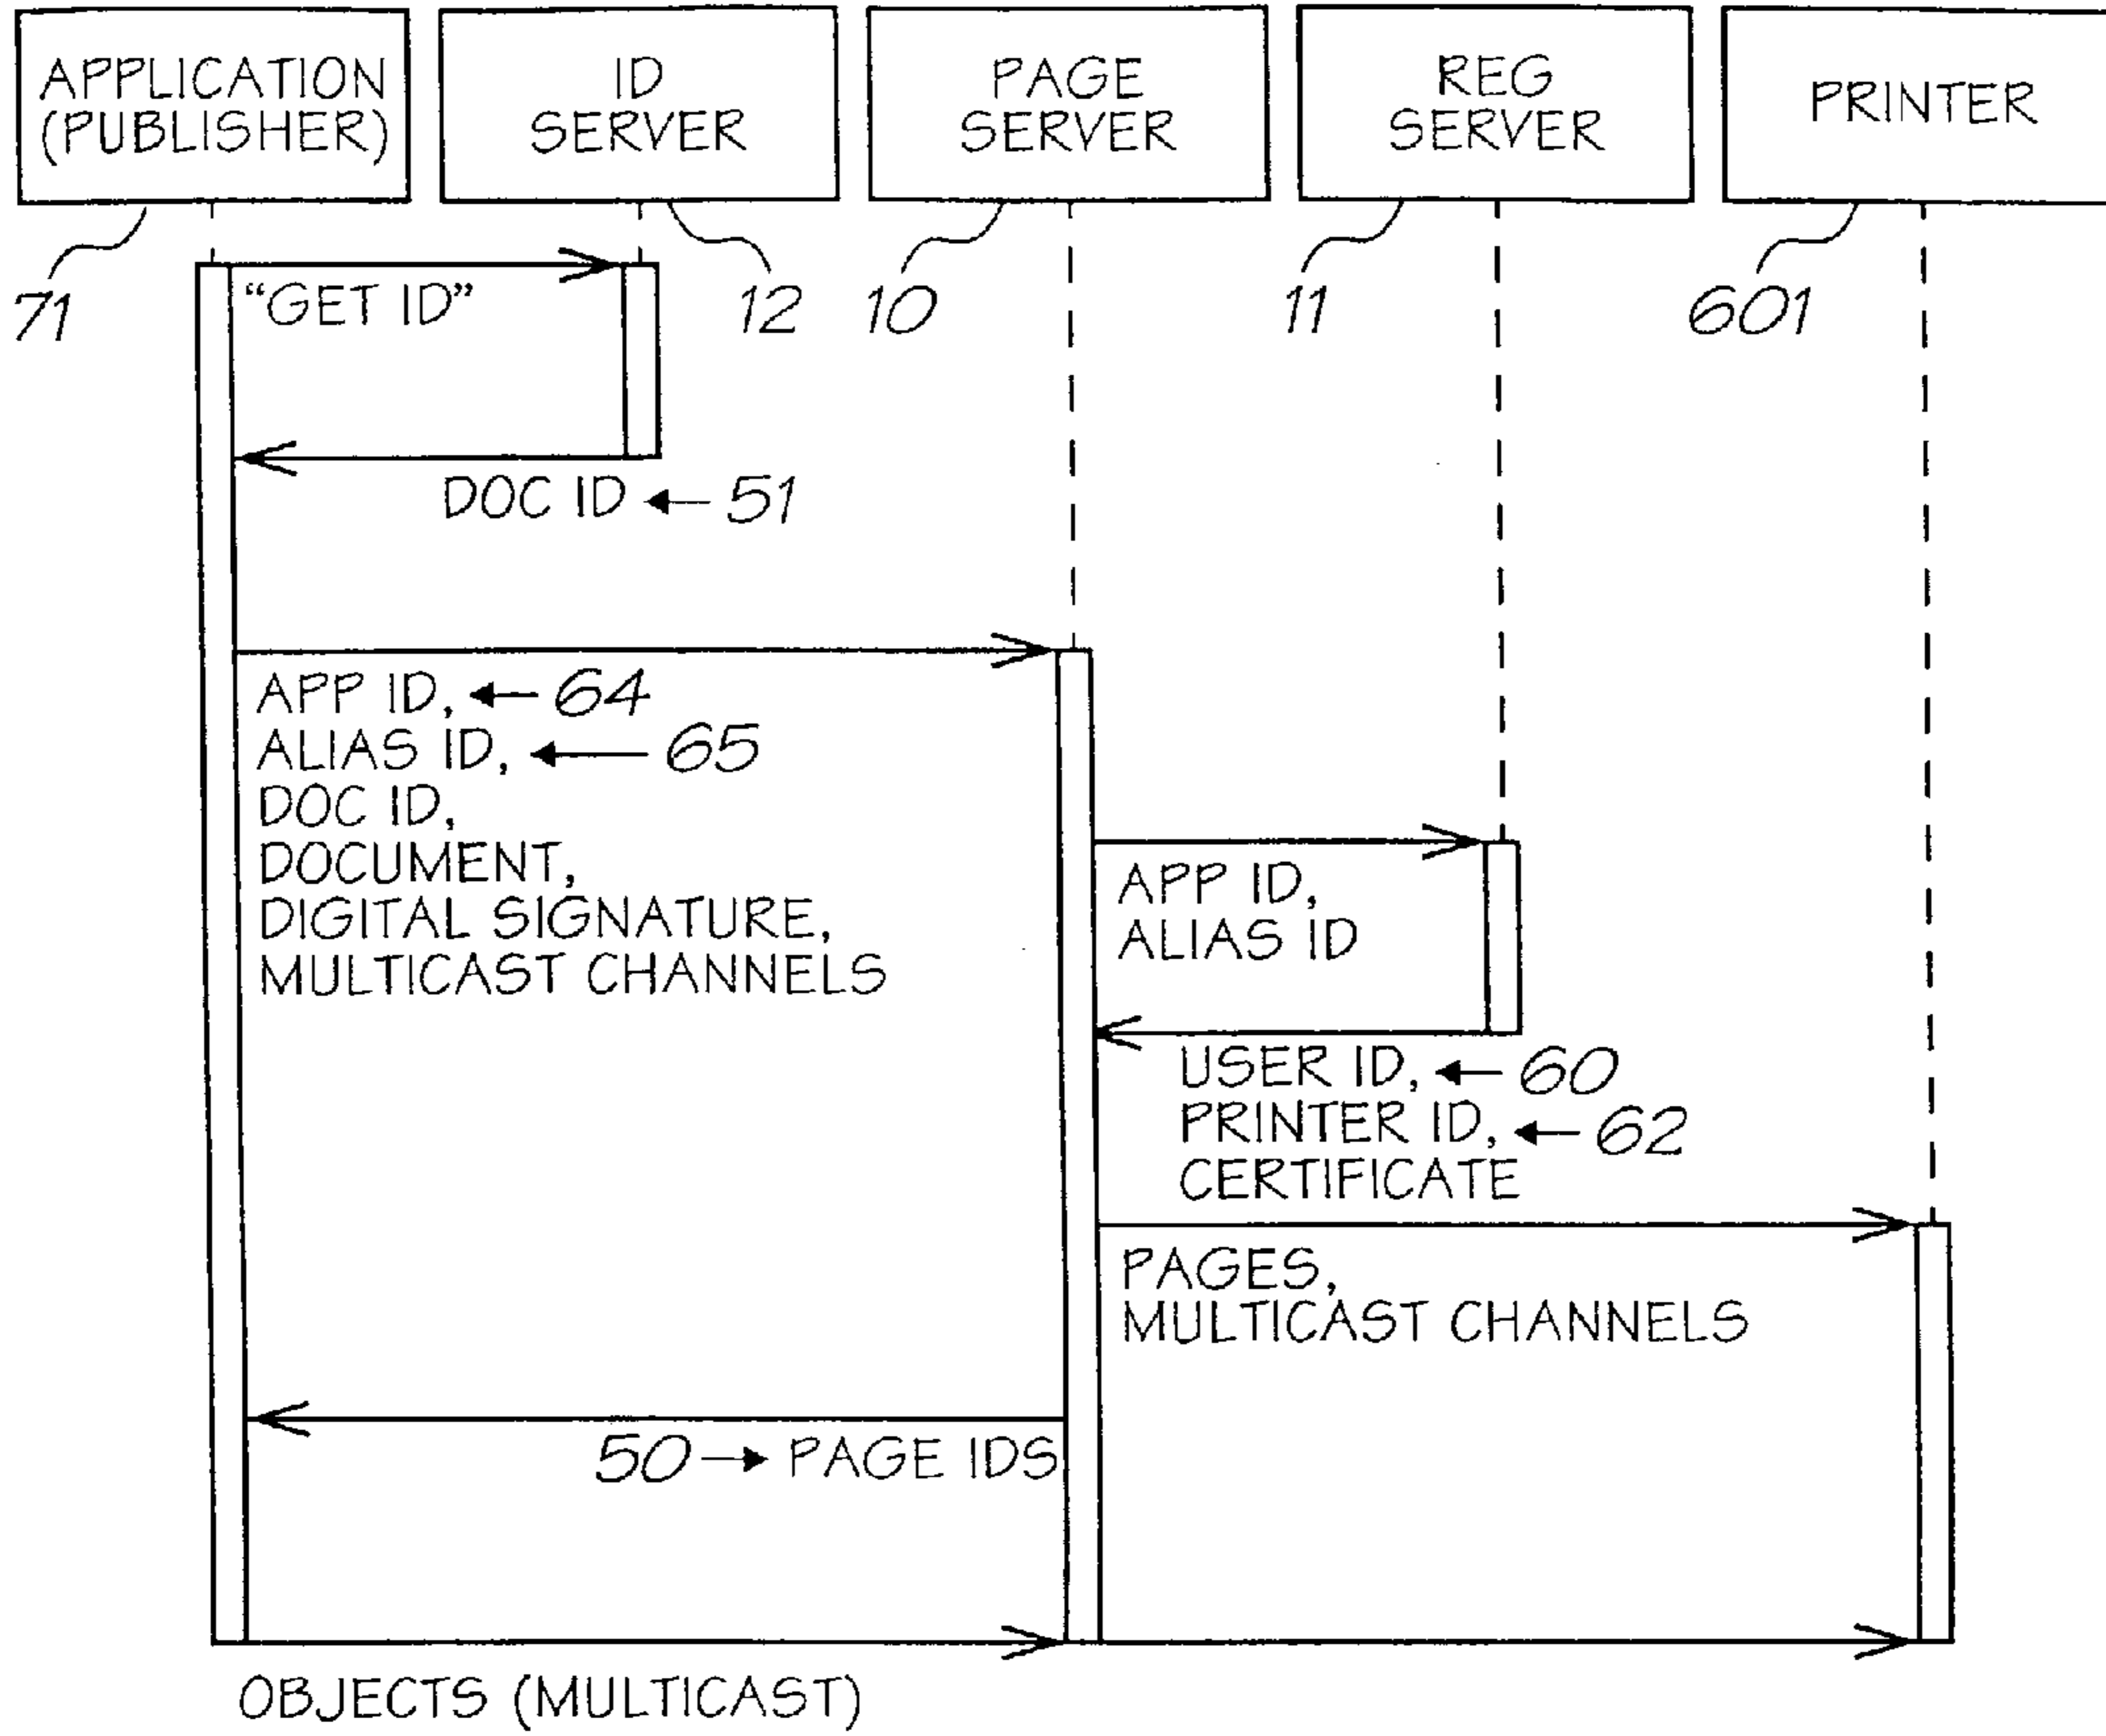 APPLICATION
(PUBLISHER)
ID
SERVER
PAGE
SERVER
REG
SERVER
PRINTER
71
12
10
11
601
“GET ID”
DOC ID 51
APP ID, 64
ALIAS ID, 65
DOC ID,
DOCUMENT,
DIGITAL SIGNATURE,
MULTICAST CHANNELS
APP ID,
ALIAS ID
USER ID, 60
PRINTER ID, 62
CERTIFICATE
PAGES,
MULTICAST CHANNELS
50 PAGE IDS
OBJECTS (MULTICAST)